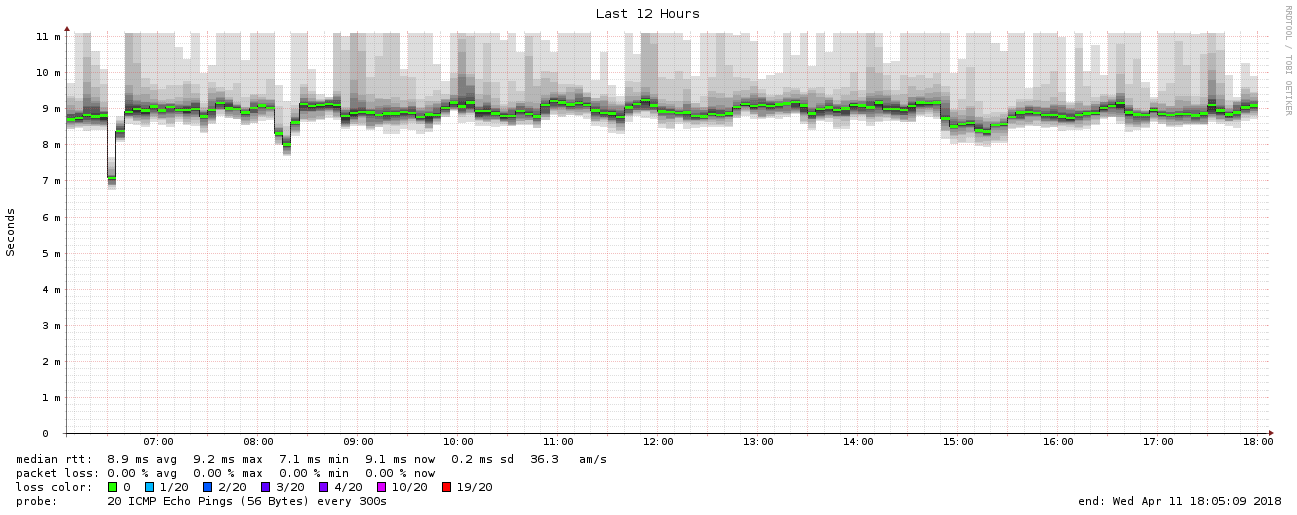 Last 12 Hours
RRDTOOL / TOBI OETIKER
11 m
10 m
9 m
8 m
7 m
6 m
5 m
4 m
3 m
2 m
1 m
0
Seconds
07:00 08:00 09:00 10:00 11:00 12:00 13:00 14:00 15:00 16:00 17:00 18:00
median rtt: 8.9 ms avg 9.2 ms max 7.1 ms min 9.1 ms now 0.2 ms sd 36.3 am/s
packet loss: 0.00 % avg 0.00 % max 0.00 % min 0.00 % now
loss color: 0 1/20 2/20 3/20 4/20 10/20 19/20
probe: 20 ICMP Echo Pings (56 Bytes) every 300s end: Wed Apr 11 18:05:09 2018